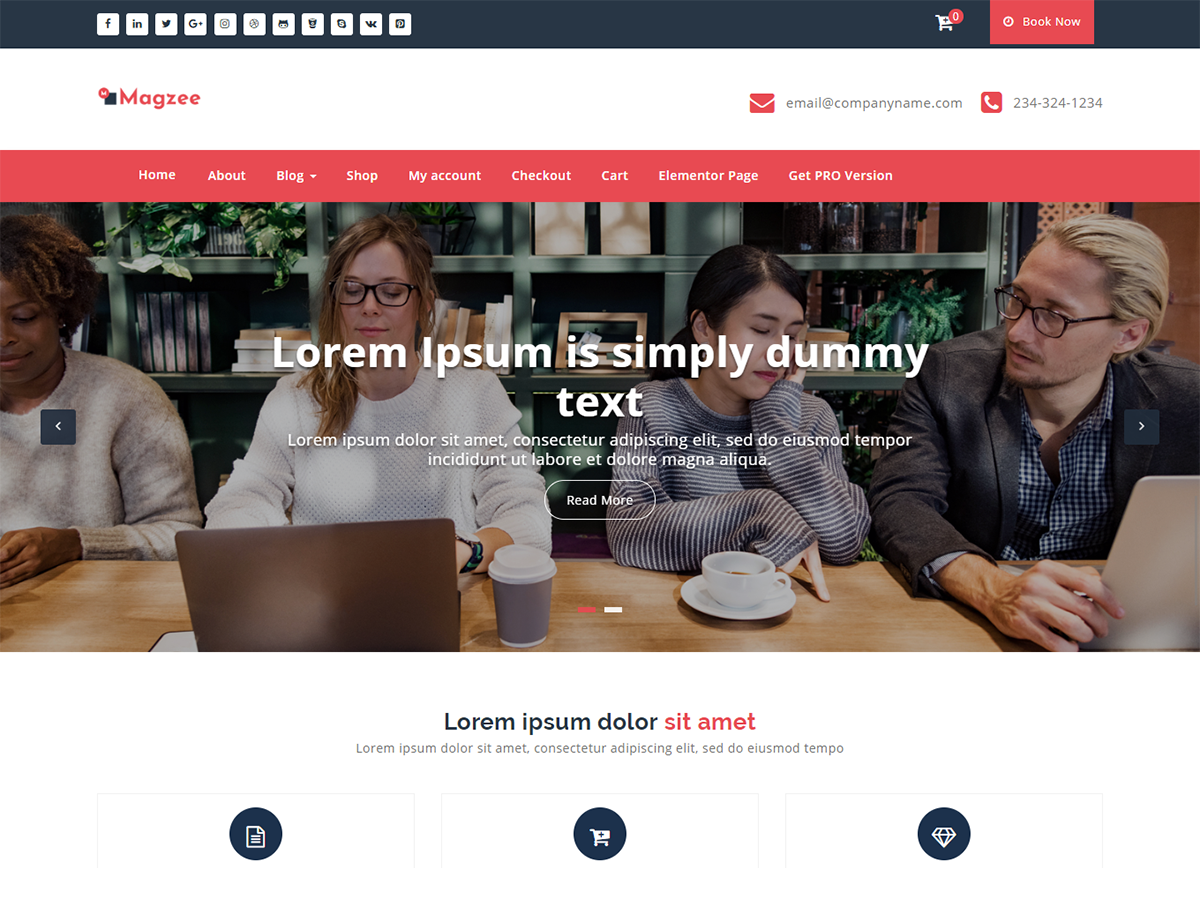 0
Book Now
Magzee
email@companyname.com
234-324-1234
Home About Blog Shop My account Checkout Cart Elementor Page Get PRO Version
Lorem Ipsum is simply dummy
text
Lorem ipsum dolor sit amet, consectetur adipiscing elit, sed do eiusmod tempor
incididunt ut labore et dolore magna aliqua.
Read More
Lorem ipsum dolor sit amet
Lorem ipsum dolor sit amet, consectetur adipiscing elit, sed do eiusmod tempo